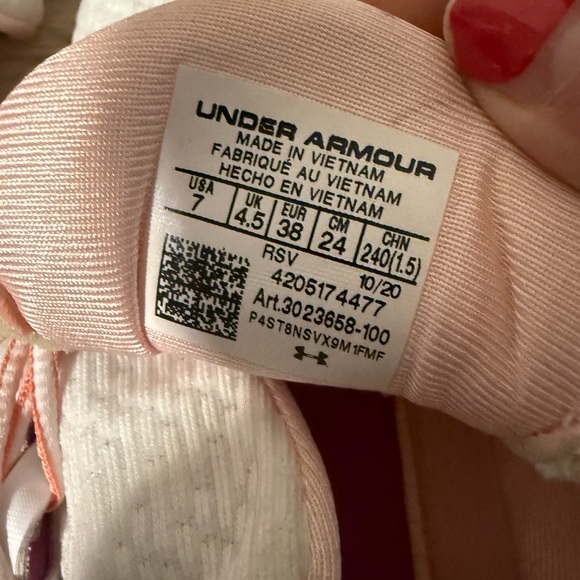 UNDER ARMOUR
MADE IN VIETNAM
FABRIQUÉ AU VIETNAM
HECHO EN VIETNAM
USA UK EUR CM CHN
7 4.5 38 24 240(1.5)
RSV 10/20
4205174477
Art.3023658-100
P4ST8NSVX9M1FMF